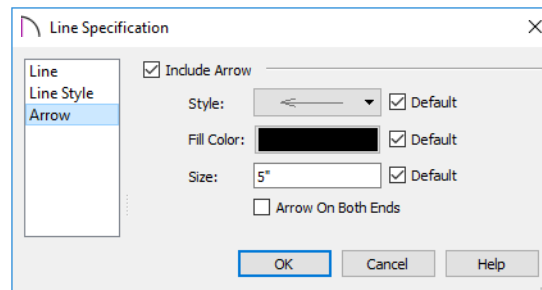 Line Specification
Line
Line Style
Arrow
Include Arrow
Style: Default
Fill Color: Default
Size: 5" Default
Arrow On Both Ends
OK Cancel Help